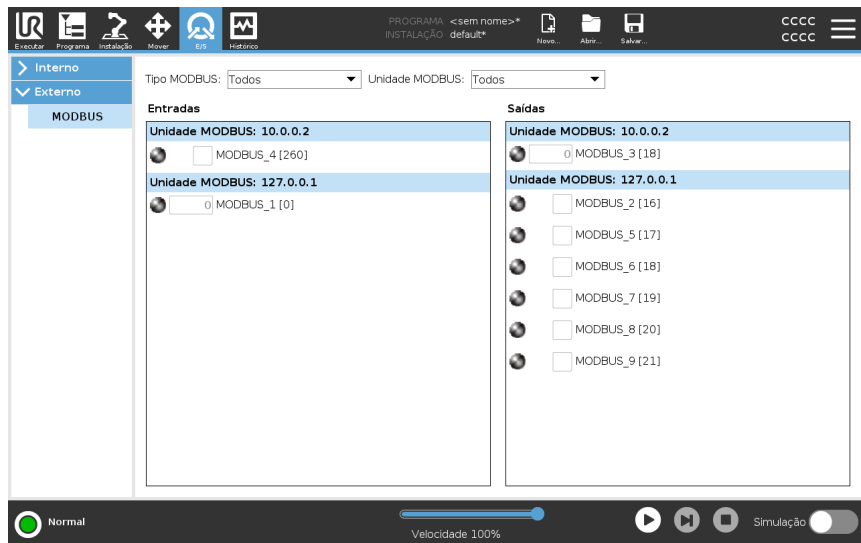 PROGRAMA <sem nome>*
INSTALAÇÃO default*
CCCC
CCCC
Executar Programa Instalação Mover E/S Histórico Novo... Abrir... Salvar...
Interno
Externo
MODBUS
Tipo MODBUS: Todos Unidade MODBUS: Todos
Entradas
Unidade MODBUS: 10.0.0.2
MODBUS_4 [260]
Unidade MODBUS: 127.0.0.1
0 MODBUS_1 [0]
Saídas
Unidade MODBUS: 10.0.0.2
0 MODBUS_3 [18]
Unidade MODBUS: 127.0.0.1
MODBUS_2 [16]
MODBUS_5 [17]
MODBUS_6 [18]
MODBUS_7 [19]
MODBUS_8 [20]
MODBUS_9 [21]
Normal
Velocidade 100%
Simulação